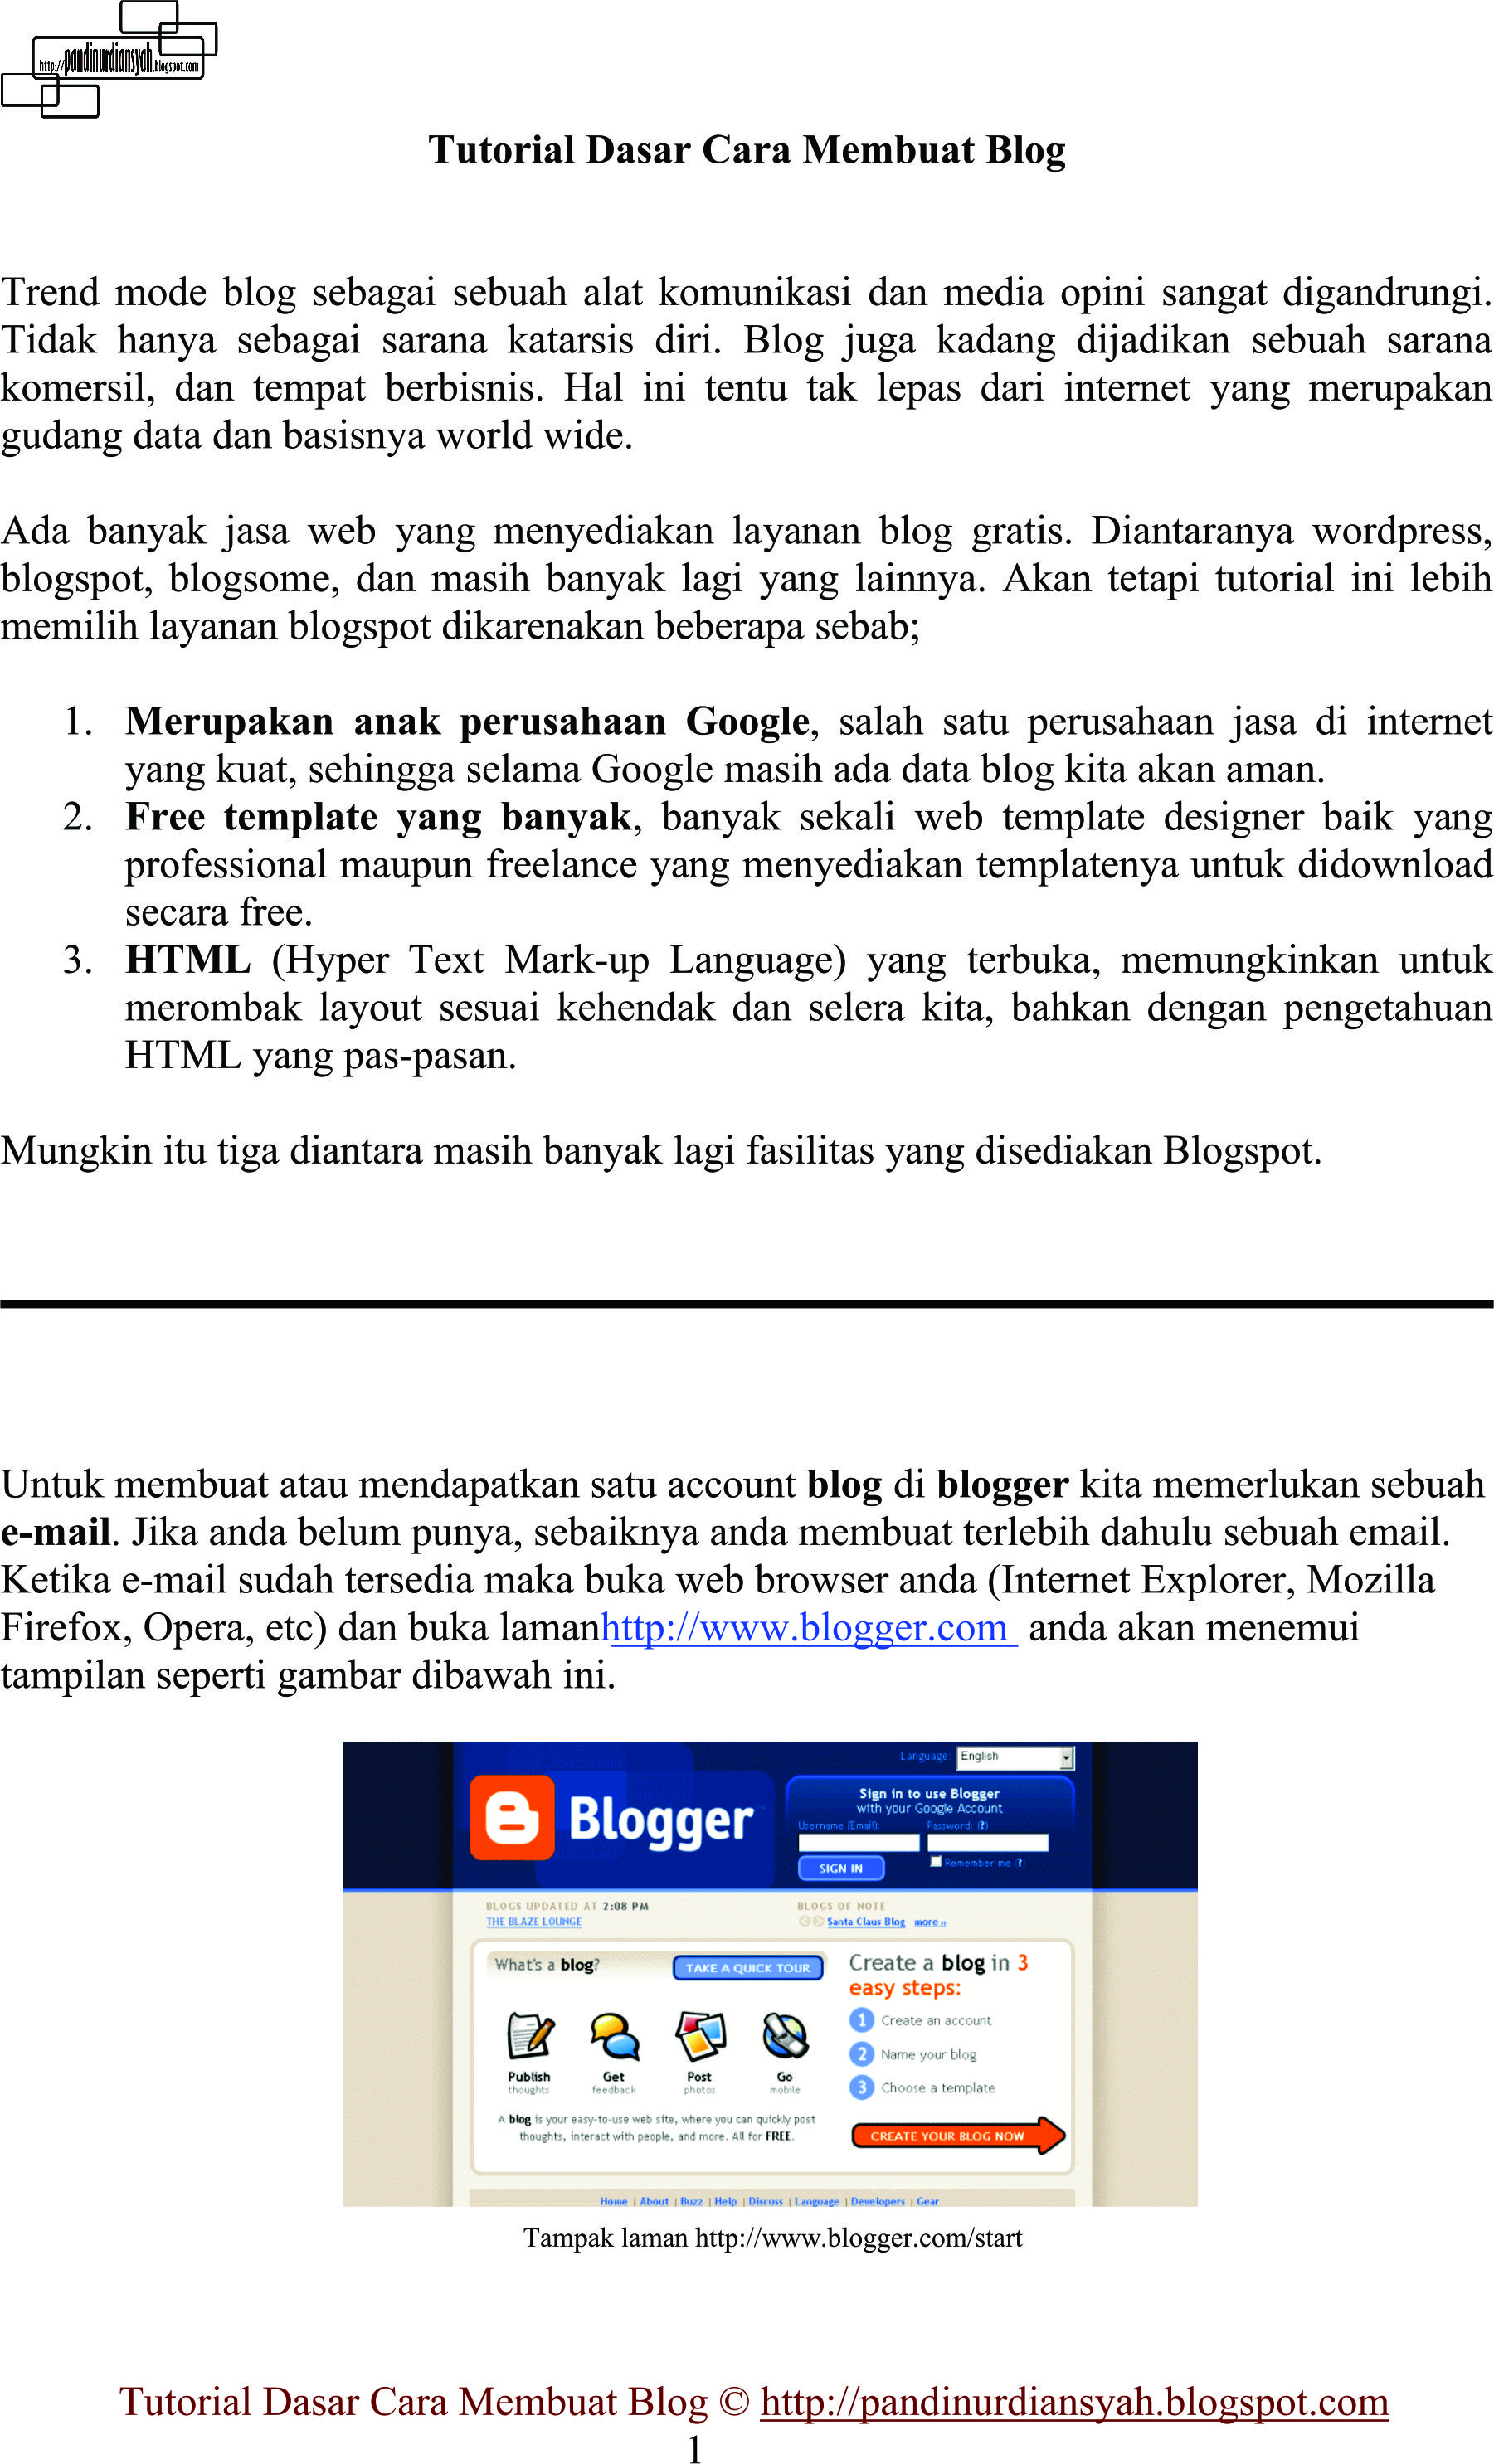 http://pandinurdiansyah.blogspot.com
Tutorial Dasar Cara Membuat Blog
Trend mode blog sebagai sebuah alat komunikasi dan media opini sangat digandrungi.
Tidak hanya sebagai sarana katarsis diri. Blog juga kadang dijadikan sebuah sarana
komersil, dan tempat berbisnis. Hal ini tentu tak lepas dari internet yang merupakan
gudang data dan basisnya world wide.
Ada banyak jasa web yang menyediakan layanan blog gratis. Diantaranya wordpress,
blogspot, blogsome, dan masih banyak lagi yang lainnya. Akan tetapi tutorial ini lebih
memilih layanan blogspot dikarenakan beberapa sebab;
1. Merupakan anak perusahaan Google, salah satu perusahaan jasa di internet
yang kuat, sehingga selama Google masih ada data blog kita akan aman.
2. Free template yang banyak, banyak sekali web template designer baik yang
professional maupun freelance yang menyediakan templatenya untuk didownload
secara free.
3. HTML (Hyper Text Mark-up Language) yang terbuka, memungkinkan untuk
merombak layout sesuai kehendak dan selera kita, bahkan dengan pengetahuan
HTML yang pas-pasan.
Mungkin itu tiga diantara masih banyak lagi fasilitas yang disediakan Blogspot.
Untuk membuat atau mendapatkan satu account blog di blogger kita memerlukan sebuah
e-mail. Jika anda belum punya, sebaiknya anda membuat terlebih dahulu sebuah email.
Ketika e-mail sudah tersedia maka buka web browser anda (Internet Explorer, Mozilla
Firefox, Opera, etc) dan buka lamanhttp://www.blogger.com anda akan menemui
tampilan seperti gambar dibawah ini.
Language: English
Blogger
Sign in to use Blogger
with your Google Account
Username (Email): Password: (?)
SIGN IN Remember me (?)
BLOGS UPDATED AT 2:08 PM
THE BLAZE LOUNGE
BLOGS OF NOTE
Santa Claus Blog more »
What's a blog?
TAKE A QUICK TOUR
Publish thoughts
Get feedback
Post photos
Go mobile
A blog is your easy-to-use web site, where you can quickly post
thoughts, interact with people, and more. All for FREE.
Create a blog in 3
easy steps:
1 Create an account
2 Name your blog
3 Choose a template
CREATE YOUR BLOG NOW
Home | About | Buzz | Help | Discuss | Language | Developers | Gear
Tampak laman http://www.blogger.com/start
Tutorial Dasar Cara Membuat Blog © http://pandinurdiansyah.blogspot.com
1